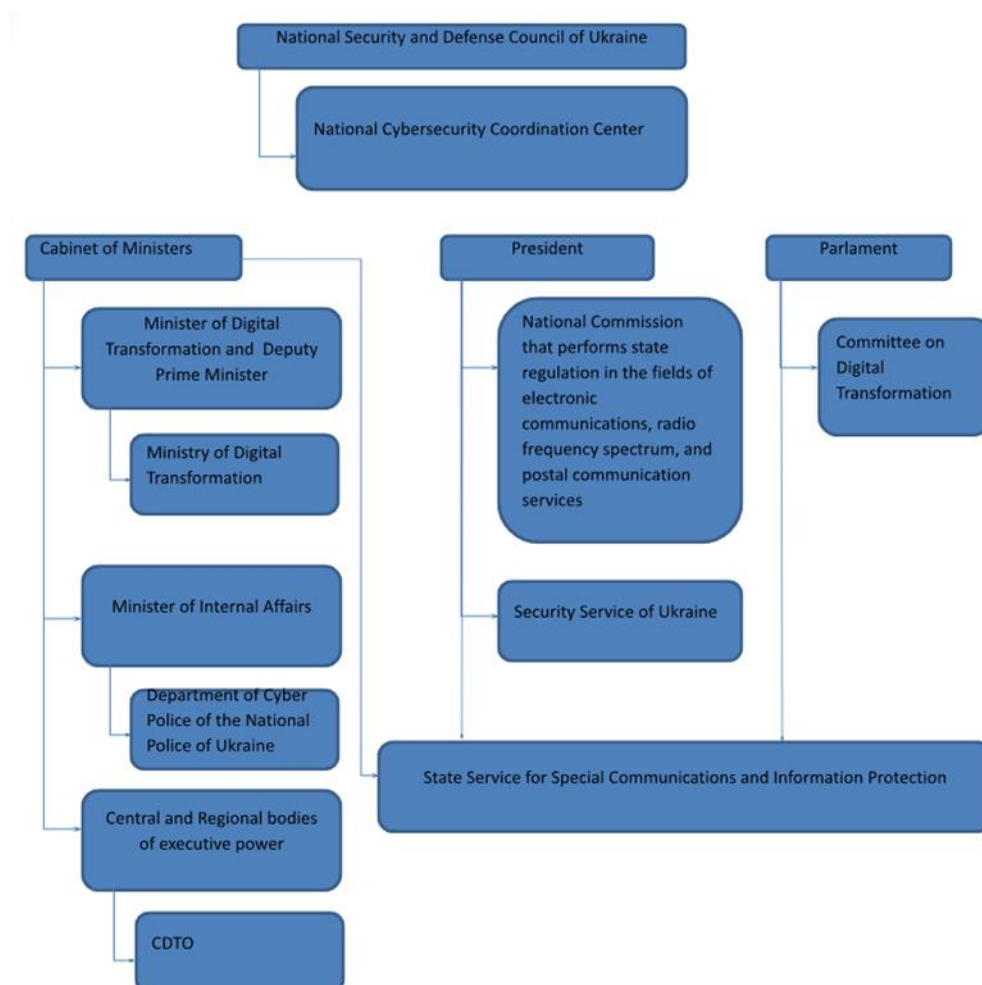 National Security and Defense Council of Ukraine
National Cybersecurity Coordination Center
Cabinet of Ministers
President
Parlament
Minister of Digital
Transformation and Deputy
Prime Minister
Ministry of Digital
Transformation
National Commission
that performs state
regulation in the fields of
electronic
communications, radio
frequency spectrum, and
postal communication
services
Committee on
Digital
Transformation
Minister of Internal Affairs
Security Service of Ukraine
Department of Cyber
Police of the National
Police of Ukraine
State Service for Special Communications and Information Protection
Central and Regional bodies
of executive power
CDTO